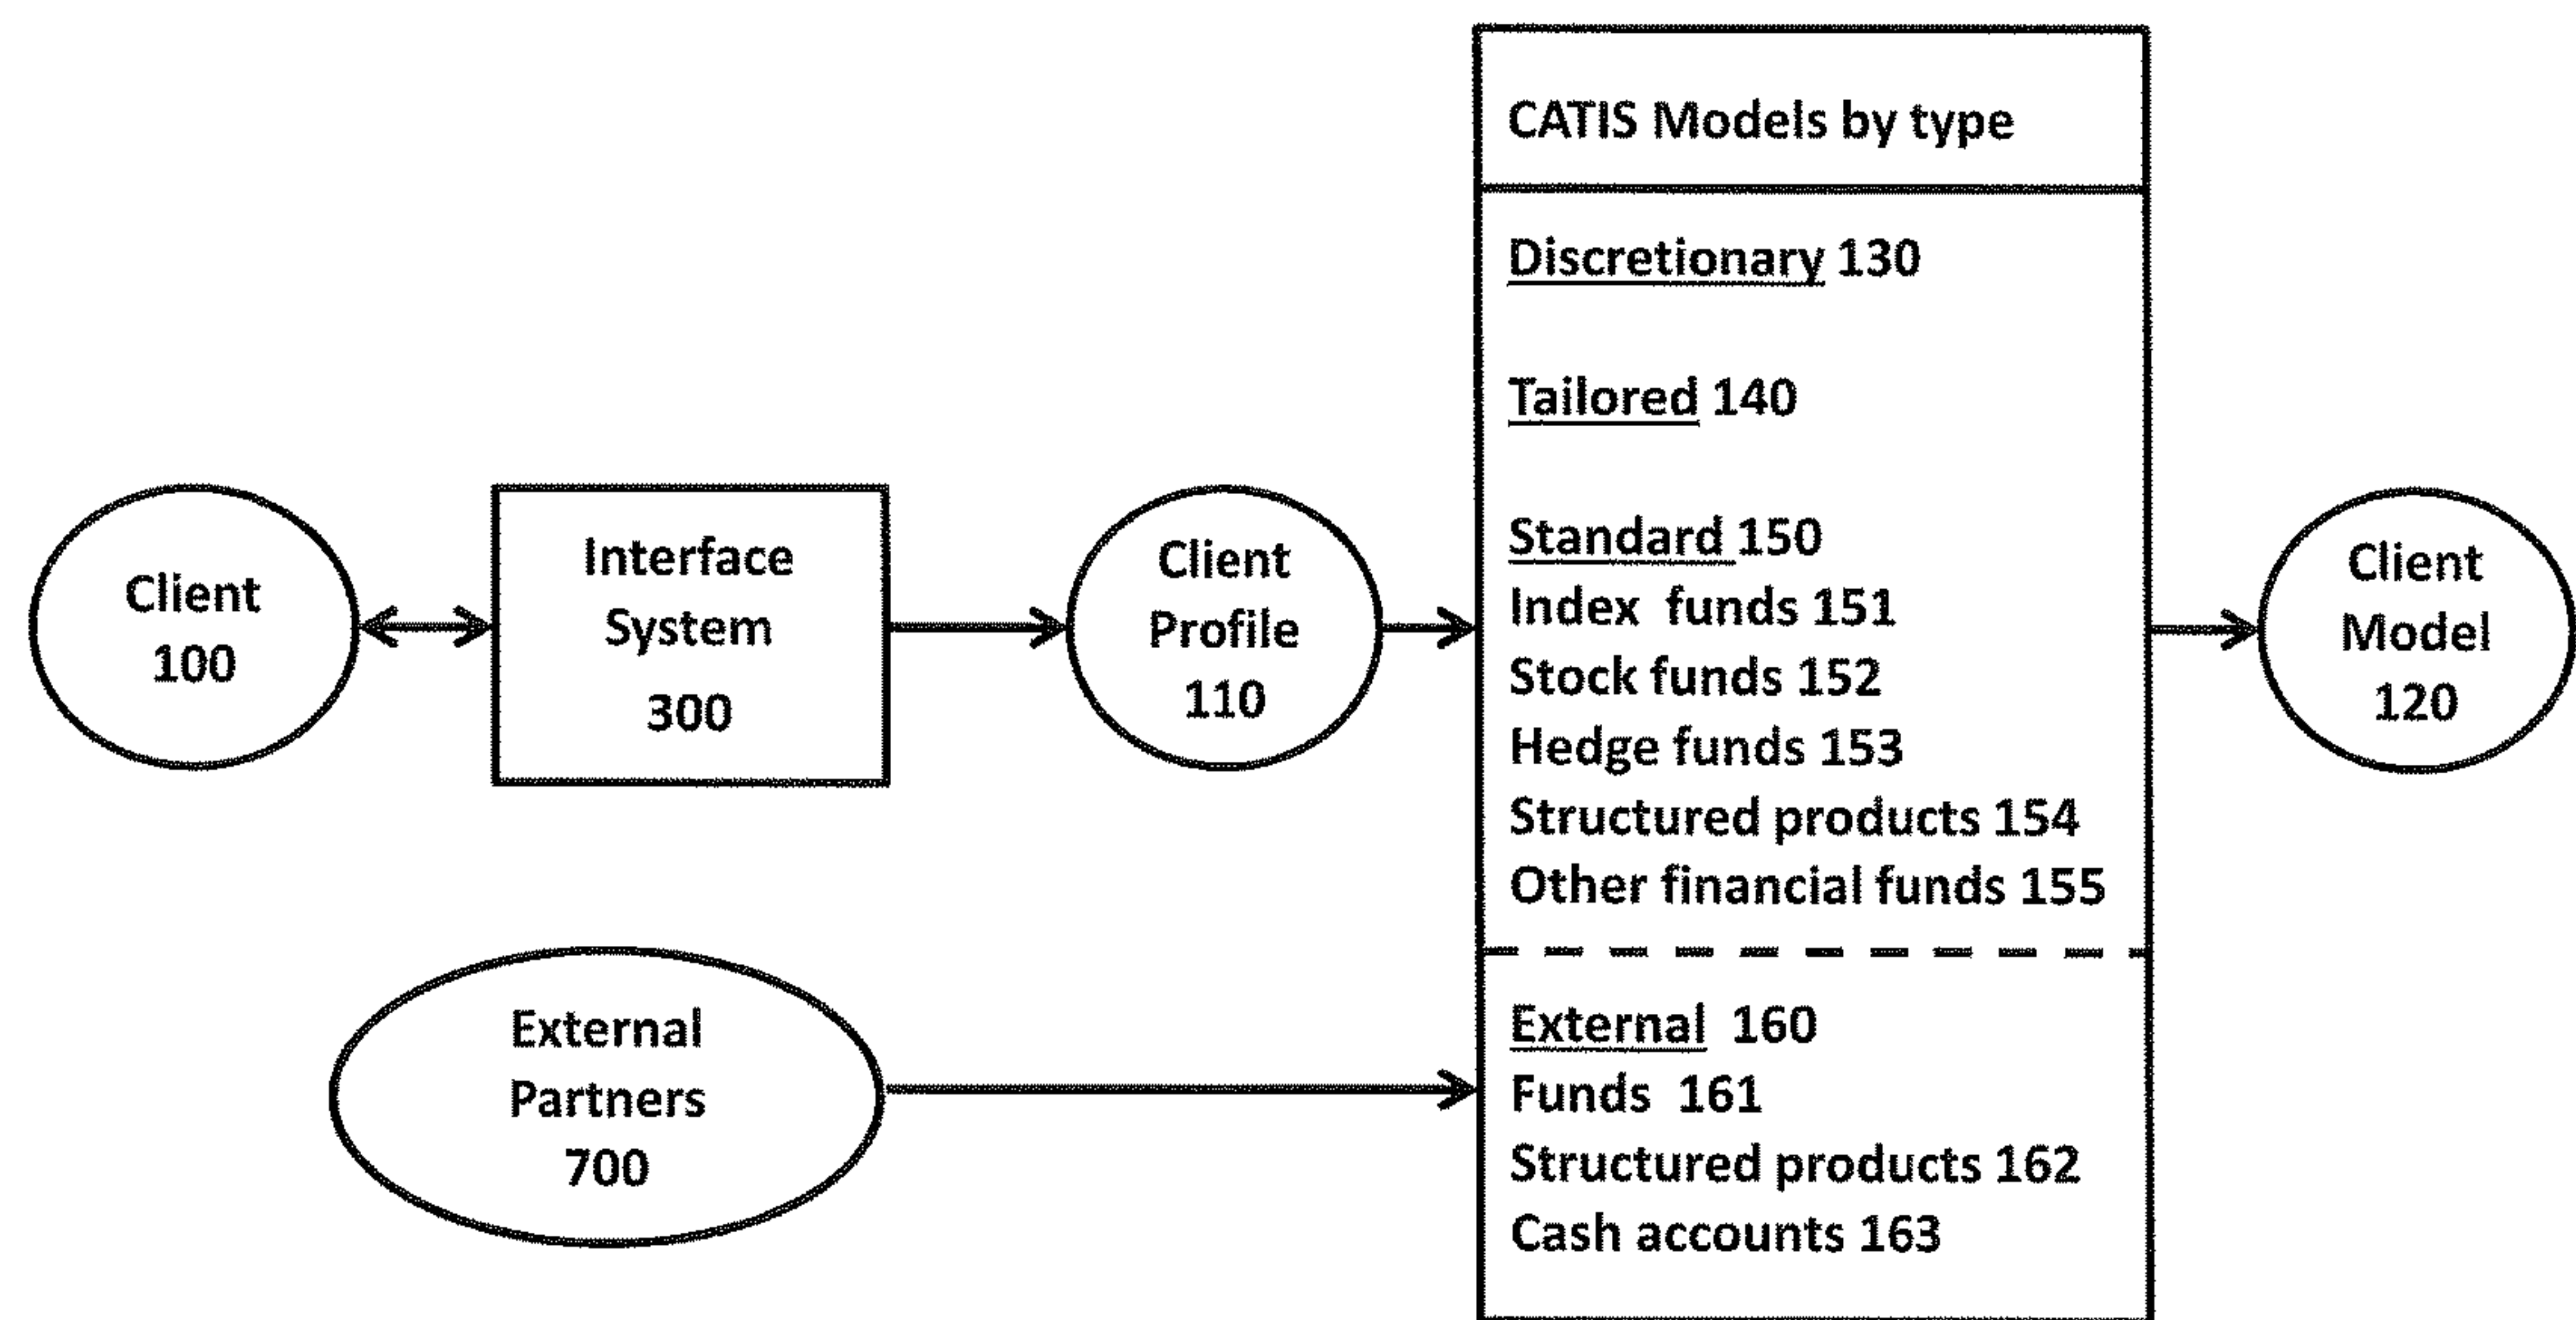 CATIS Models by type
Discretionary 130
Tailored 140
Standard 150
Index funds 151
Stock funds 152
Hedge funds 153
Structured products 154
Other financial funds 155
External 160
Funds 161
Structured products 162
Cash accounts 163
Client
100
Interface
System
300
Client
Profile
110
Client
Model
120
External
Partners
700